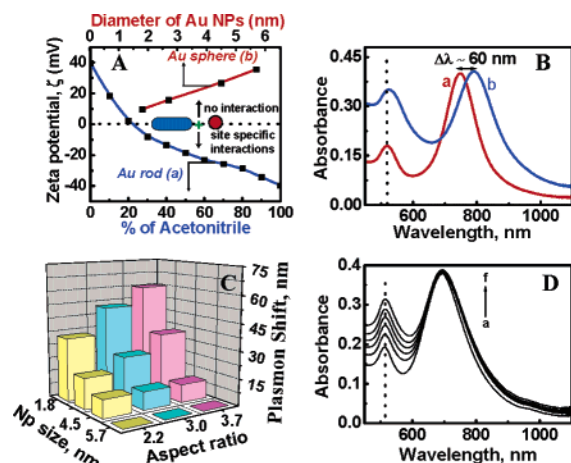 Diameter of Au NPs (nm)
0 1 2 3 4 5 6
Zeta potential, ζ (mV)
40
20
0
-20
-40
A
Au sphere (b)
no interaction
+
site specific
interactions
Au rod (a)
0 20 40 60 80 100
% of Acetonitrile
Absorbance
0.45
0.30
0.15
0.00
Δλ ~ 60 nm
a
b
B
600 800 1000
Wavelength, nm
C
75
60
45
30
15
Plasmon Shift, nm
1.8
4.5
5.7
Np size, nm
2.2
3.0
3.7
Aspect ratio
Absorbance
0.4
0.3
0.2
0.1
0.0
D
f
a
600 800 1000
Wavelength, nm